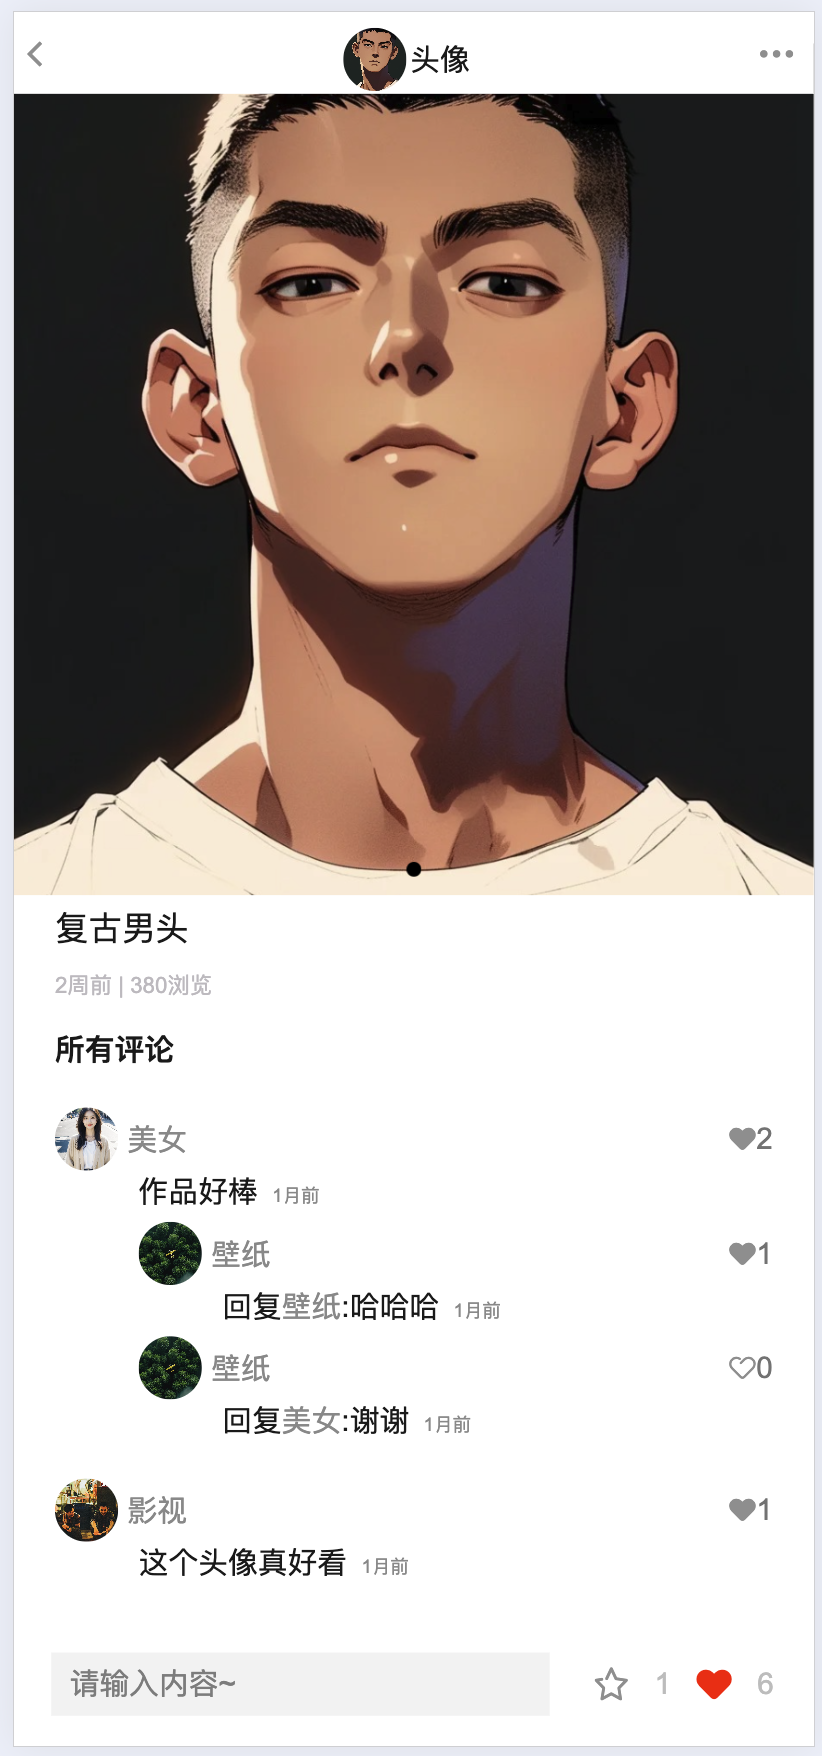 头像
复古男头
2周前 | 380浏览
所有评论
美女 2
作品好棒 1月前
壁纸 1
回复壁纸:哈哈哈 1月前
壁纸 0
回复美女:谢谢 1月前
影视 1
这个头像真好看 1月前
请输入内容~ 1 6